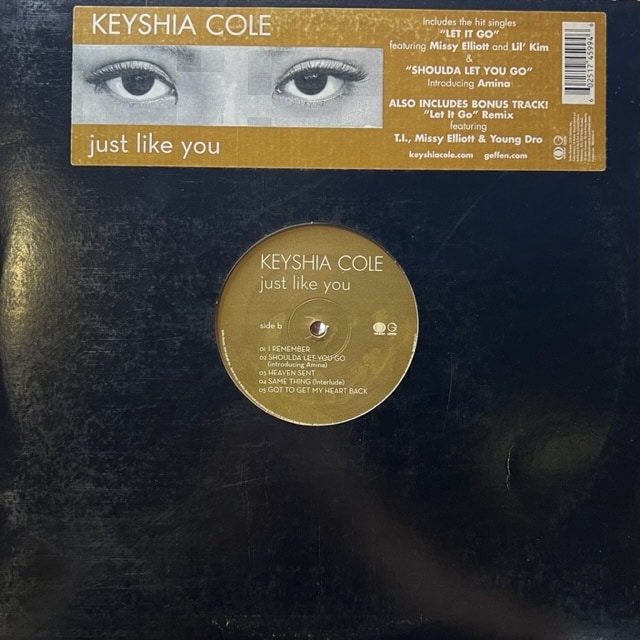 KEYSHIA COLE
just like you
Includes the hit singles
"LET IT GO"
featuring Missy Elliott and Lil' Kim
&
"SHOULDA LET YOU GO"
Introducing Amina
ALSO INCLUDES BONUS TRACK!
"Let It Go" Remix
featuring
T.I., Missy Elliott & Young Dro
keyshiacole.com geffen.com
KEYSHIA COLE
just like you
side b
01 I REMEMBER
02 SHOULDA LET YOU GO
(introducing Amina)
03 HEAVEN SENT
04 SAME THING (Interlude)
05 GOT TO GET MY HEART BACK